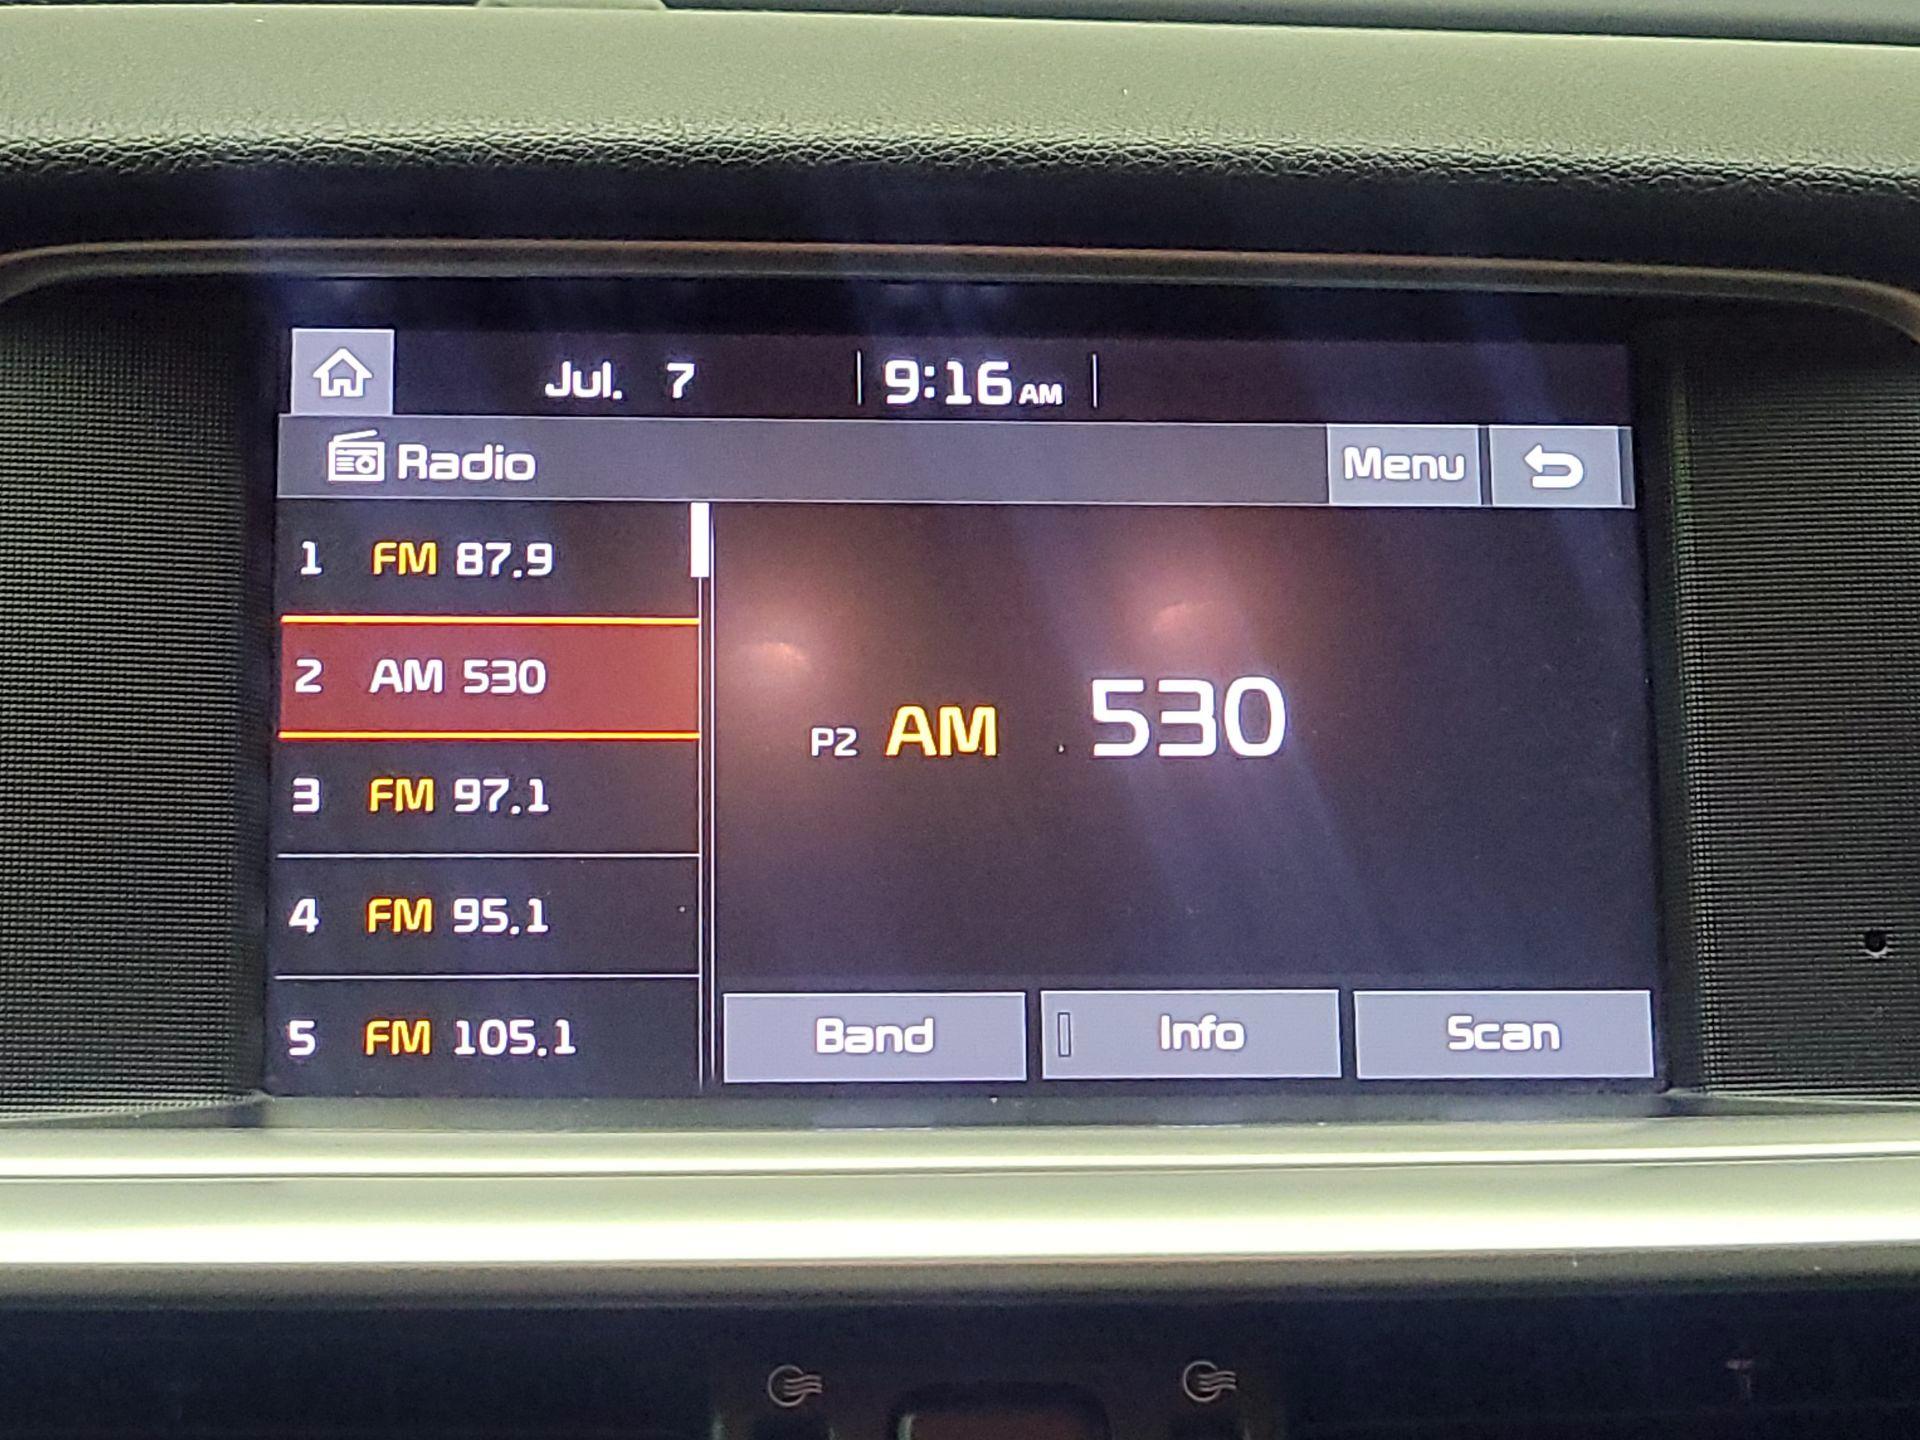 Jul. 7 9:16 AM
Radio Menu
1 FM 87.9
2 AM 530
3 FM 97.1
4 FM 95.1
5 FM 105.1
P2 AM 530
Band Info Scan